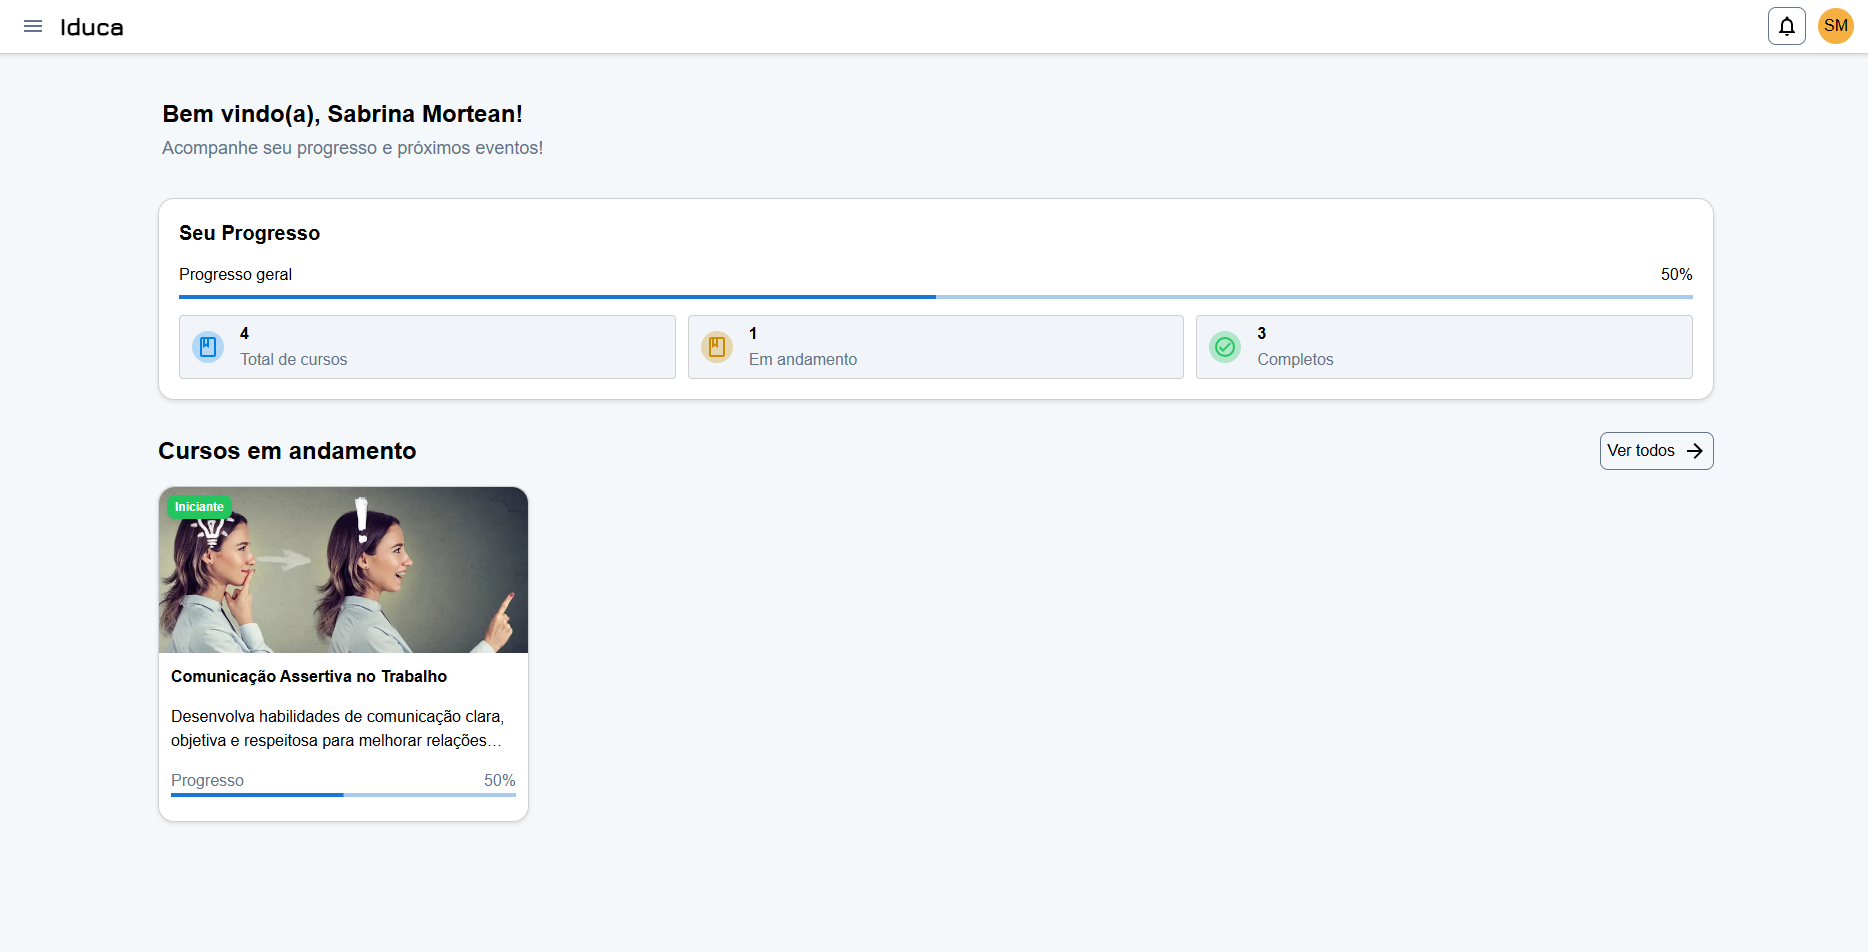 Iduca
SM
Bem vindo(a), Sabrina Mortean!
Acompanhe seu progresso e próximos eventos!
Seu Progresso
Progresso geral
50%
4
Total de cursos
1
Em andamento
3
Completos
Cursos em andamento
Ver todos
Iniciante
Comunicação Assertiva no Trabalho
Desenvolva habilidades de comunicação clara,
objetiva e respeitosa para melhorar relações…
Progresso
50%